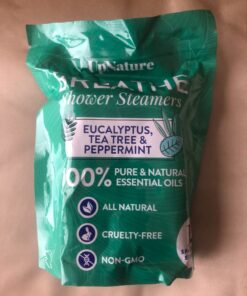 UpNature
BREATHE
Shower Steamers
EUCALYPTUS,
TEA TREE &
PEPPERMINT
100% PURE & NATURAL
ESSENTIAL OILS
ALL NATURAL
CRUELTY-FREE
NON-GMO